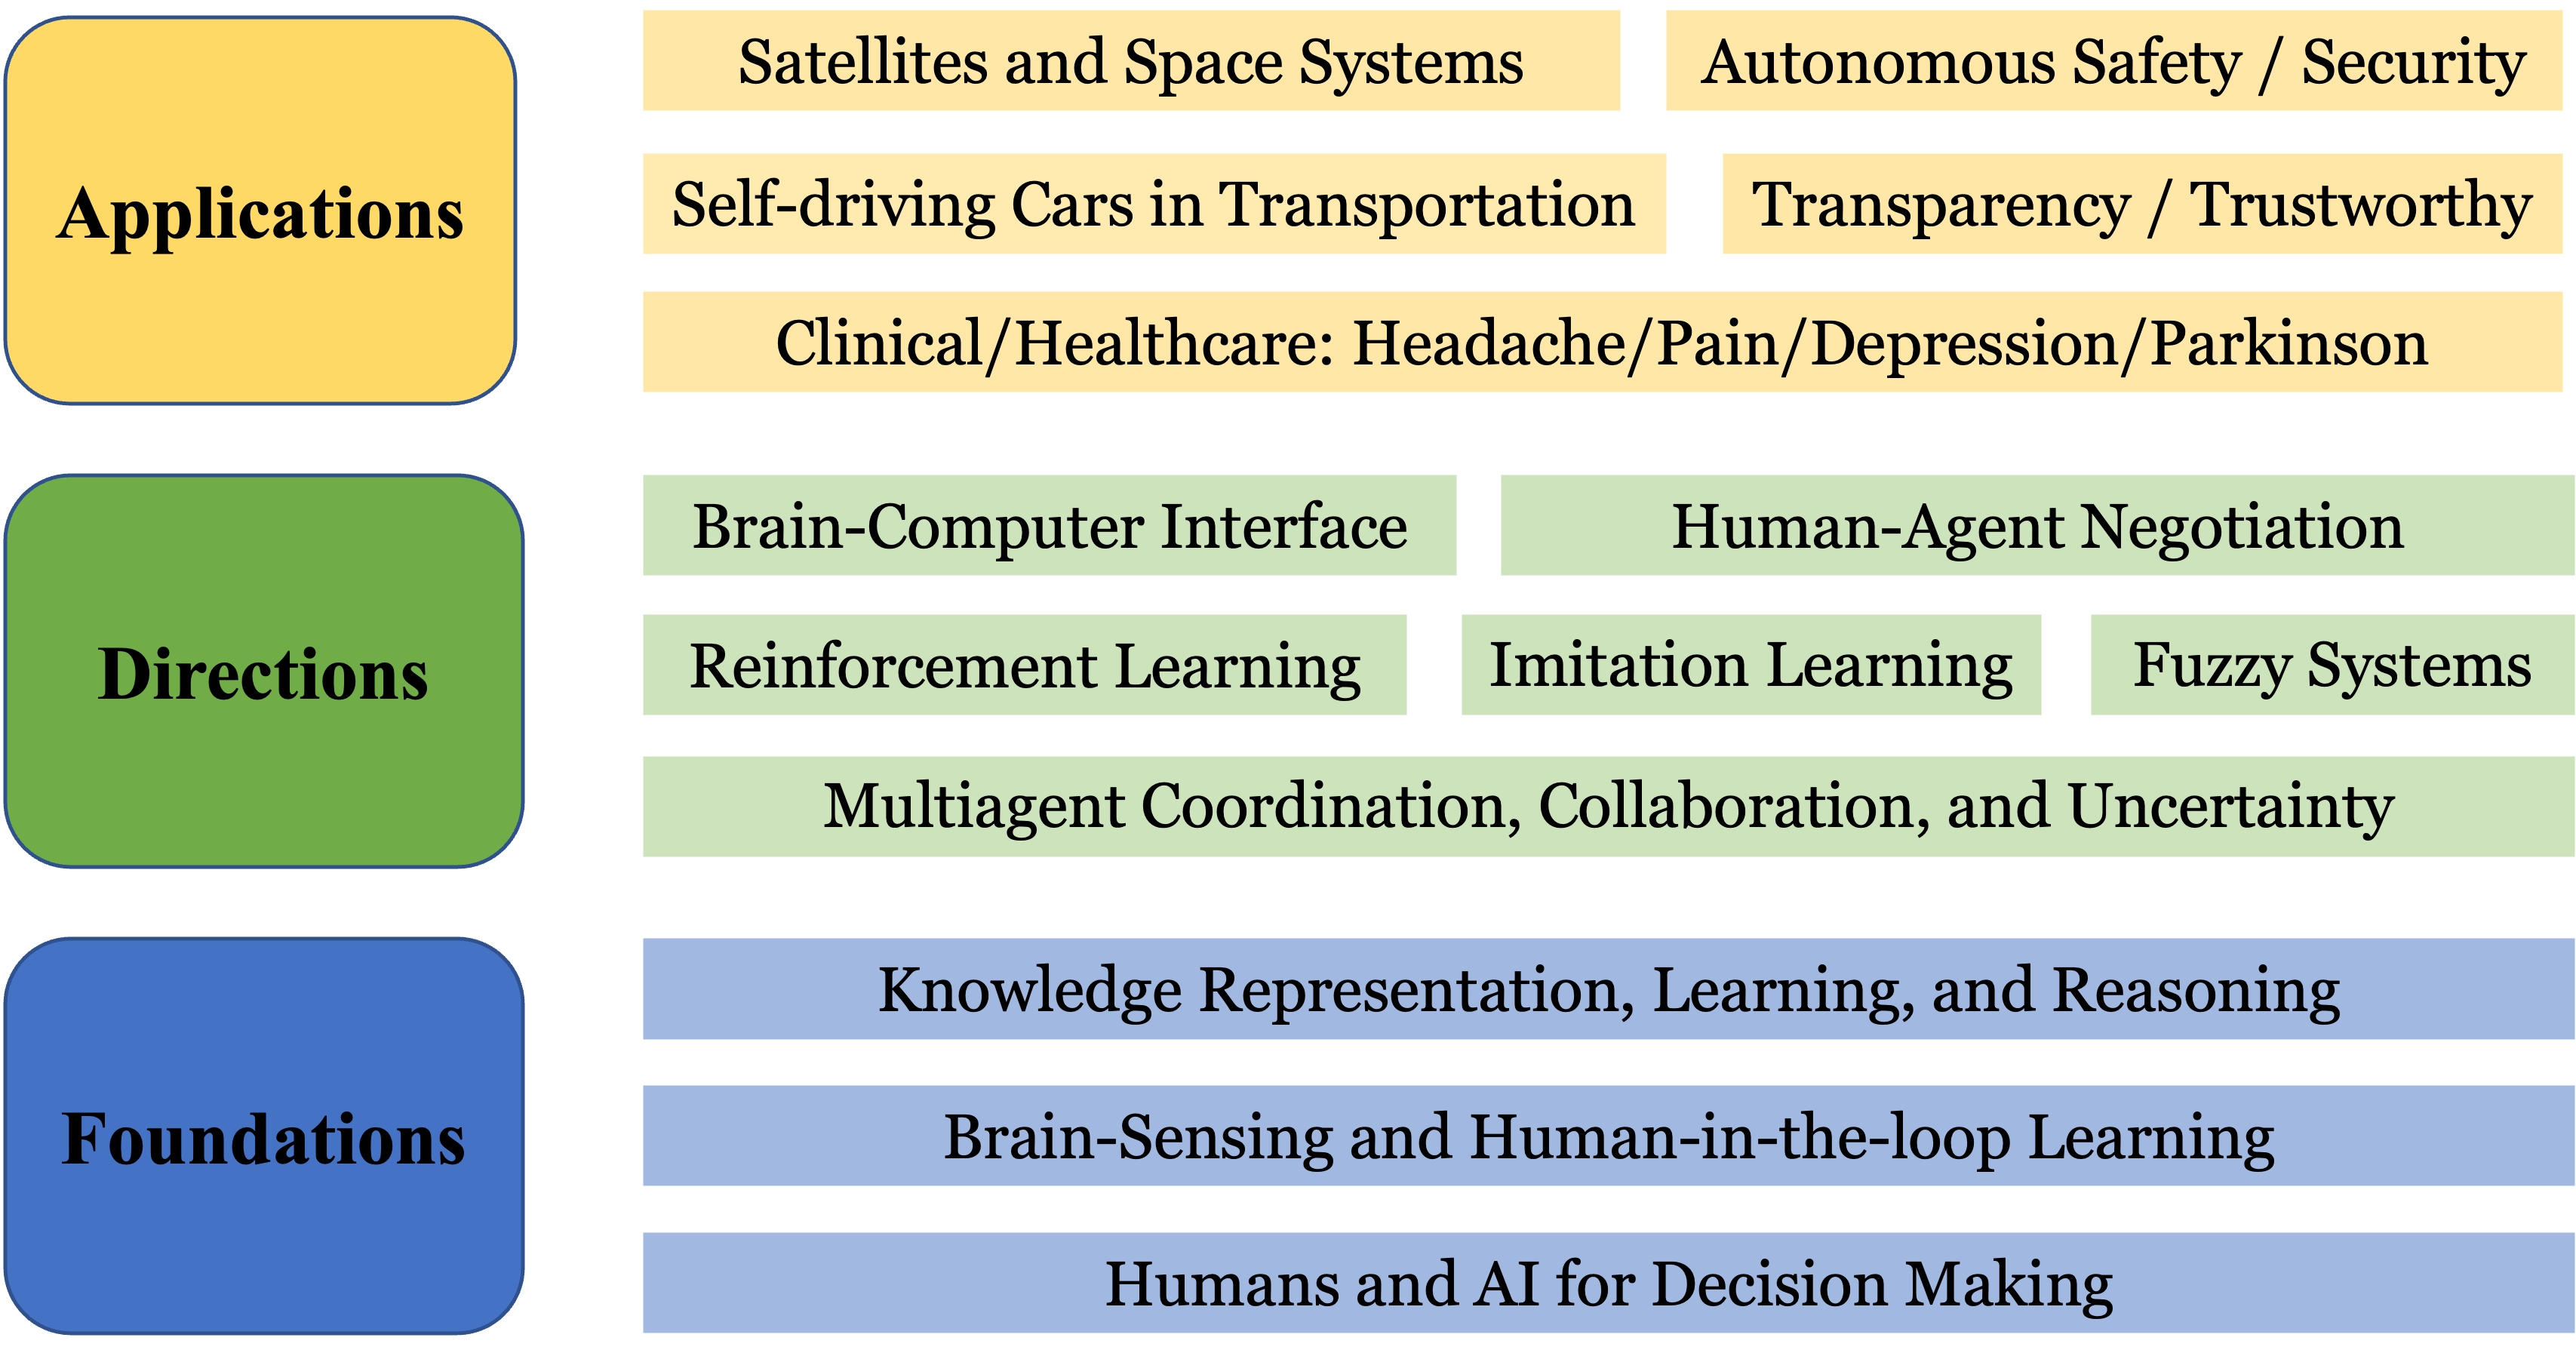 Applications
Satellites and Space Systems
Autonomous Safety / Security
Self-driving Cars in Transportation
Transparency / Trustworthy
Clinical/Healthcare: Headache/Pain/Depression/Parkinson
Directions
Brain-Computer Interface
Human-Agent Negotiation
Reinforcement Learning
Imitation Learning
Fuzzy Systems
Multiagent Coordination, Collaboration, and Uncertainty
Foundations
Knowledge Representation, Learning, and Reasoning
Brain-Sensing and Human-in-the-loop Learning
Humans and AI for Decision Making